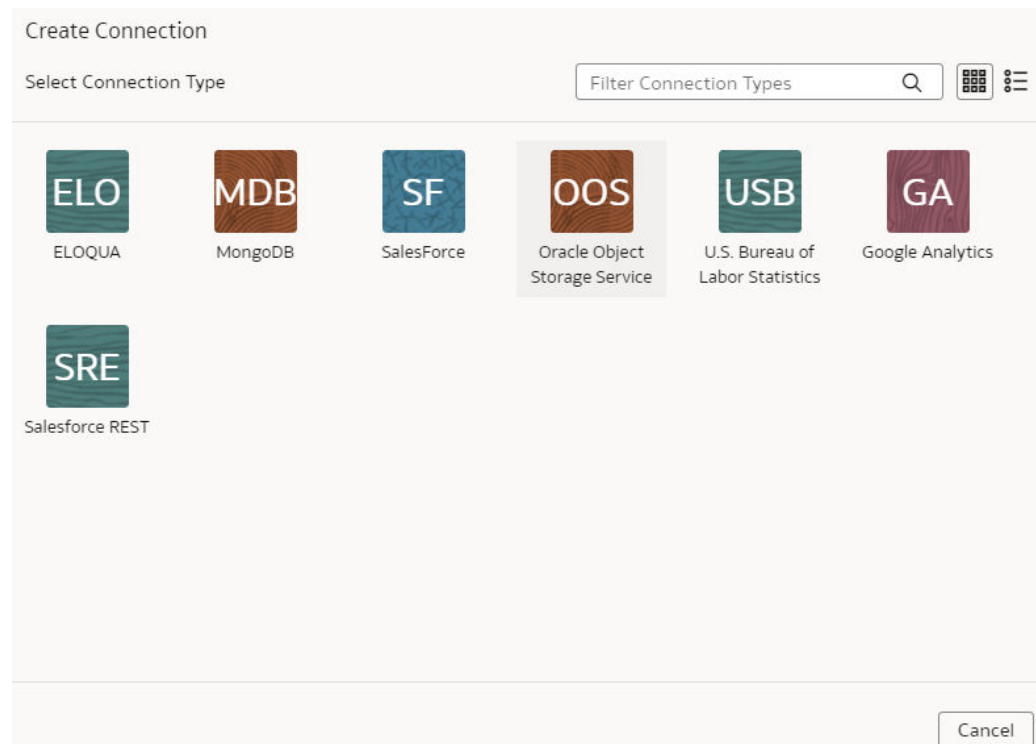 Create Connection
Select Connection Type
Filter Connection Types
ELO
MDB
SF
OOS
USB
GA
ELOQUA
MongoDB
SalesForce
Oracle Object
Storage Service
U.S. Bureau of
Labor Statistics
Google Analytics
SRE
Salesforce REST
Cancel